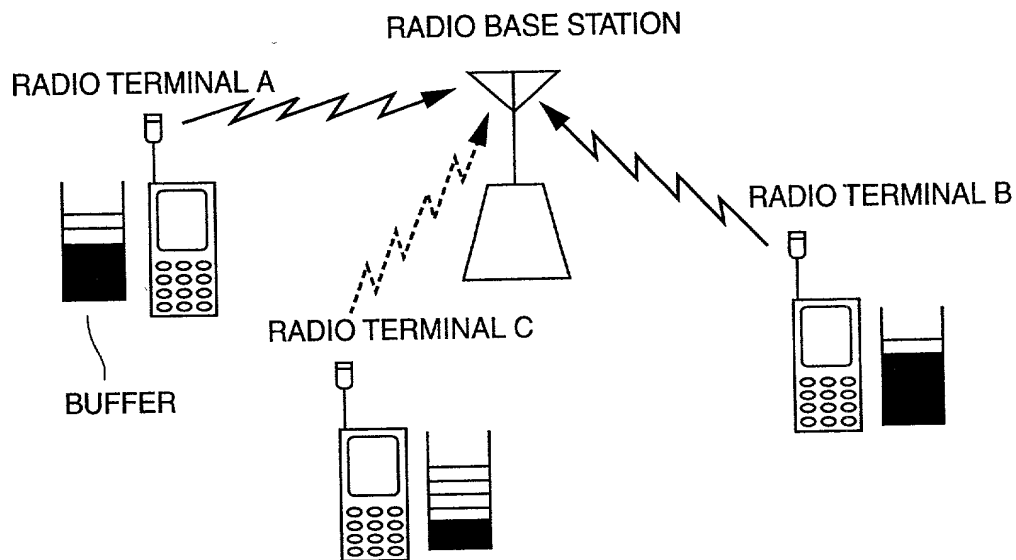 RADIO BASE STATION
RADIO TERMINAL A
RADIO TERMINAL B
RADIO TERMINAL C
BUFFER